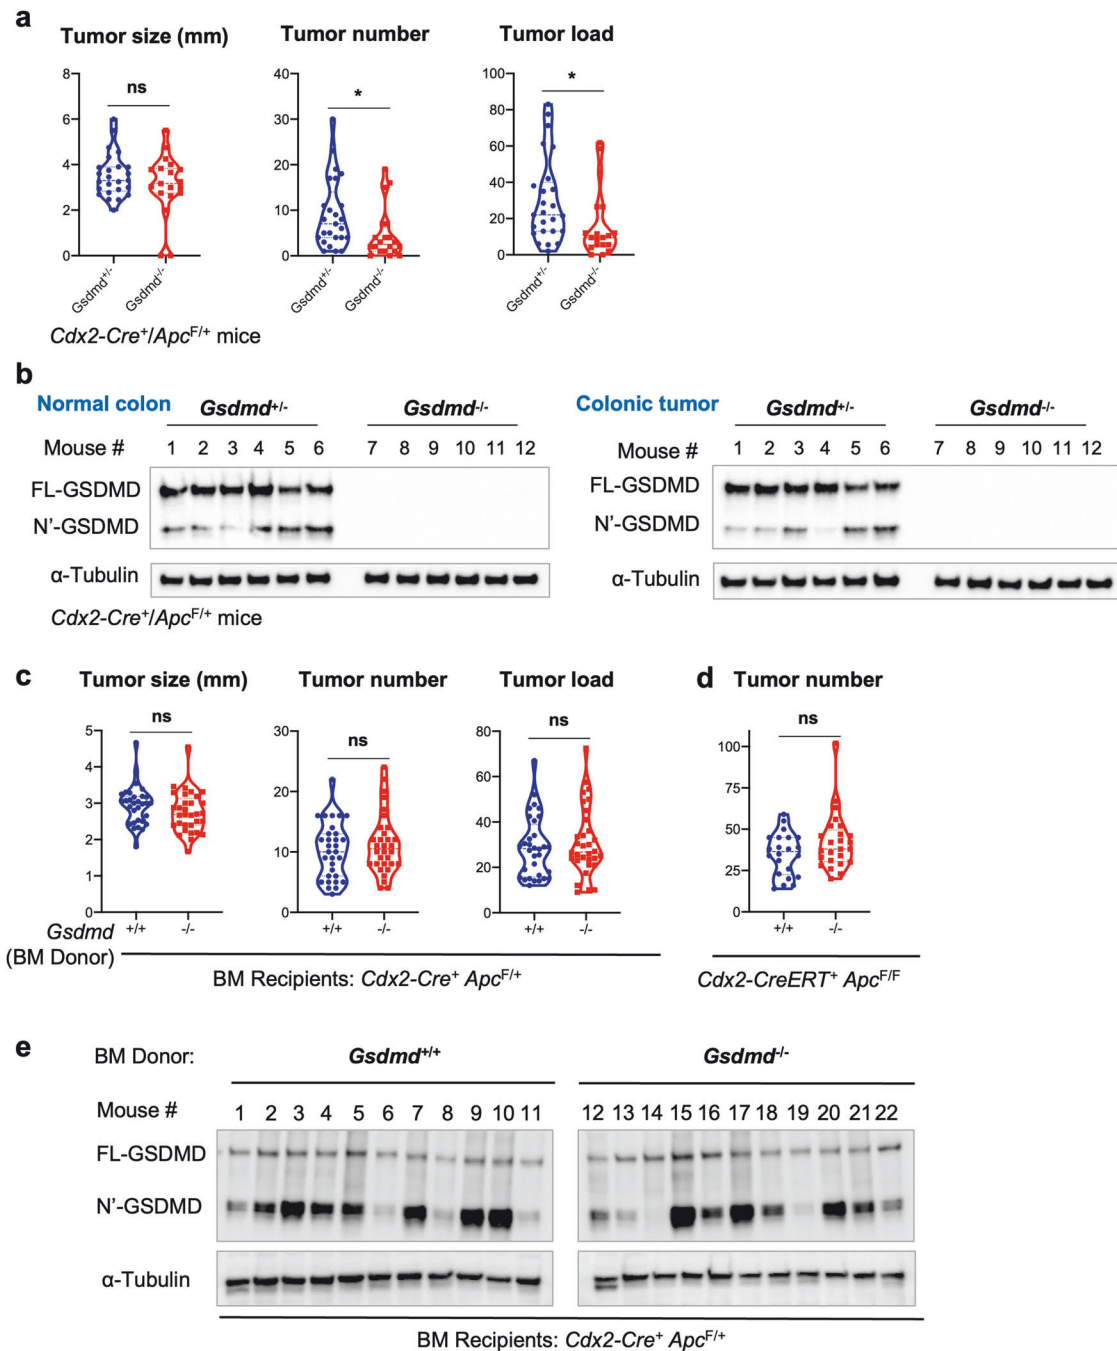 a
Tumor size (mm)
Tumor number
Tumor load
ns
*
*
8
6
4
2
0
40
30
20
10
0
100
80
60
40
20
0
Gsdmd+/-
Gsdmd-/-
Gsdmd+/-
Gsdmd-/-
Gsdmd+/-
Gsdmd-/-
Cdx2-Cre+/ApcF/+ mice
b
Normal colon
Gsdmd+/-
Gsdmd-/-
Mouse #
1 2 3 4 5 6 7 8 9 10 11 12
FL-GSDMD
N'-GSDMD
α-Tubulin
Cdx2-Cre+/ApcF/+ mice
Colonic tumor
Gsdmd+/-
Gsdmd-/-
Mouse #
1 2 3 4 5 6 7 8 9 10 11 12
FL-GSDMD
N'-GSDMD
α-Tubulin
c
Tumor size (mm)
Tumor number
Tumor load
ns
ns
ns
5
4
3
2
1
0
30
20
10
0
80
60
40
20
0
Gsdmd
(BM Donor)
+/+ -/-
+/+ -/-
+/+ -/-
BM Recipients: Cdx2-Cre+ ApcF/+
d
Tumor number
ns
100
75
50
25
0
+/+ -/-
Cdx2-CreERT+ ApcF/F
e
BM Donor:
Gsdmd+/+
Gsdmd-/-
Mouse #
1 2 3 4 5 6 7 8 9 10 11
12 13 14 15 16 17 18 19 20 21 22
FL-GSDMD
N'-GSDMD
α-Tubulin
BM Recipients: Cdx2-Cre+ ApcF/+